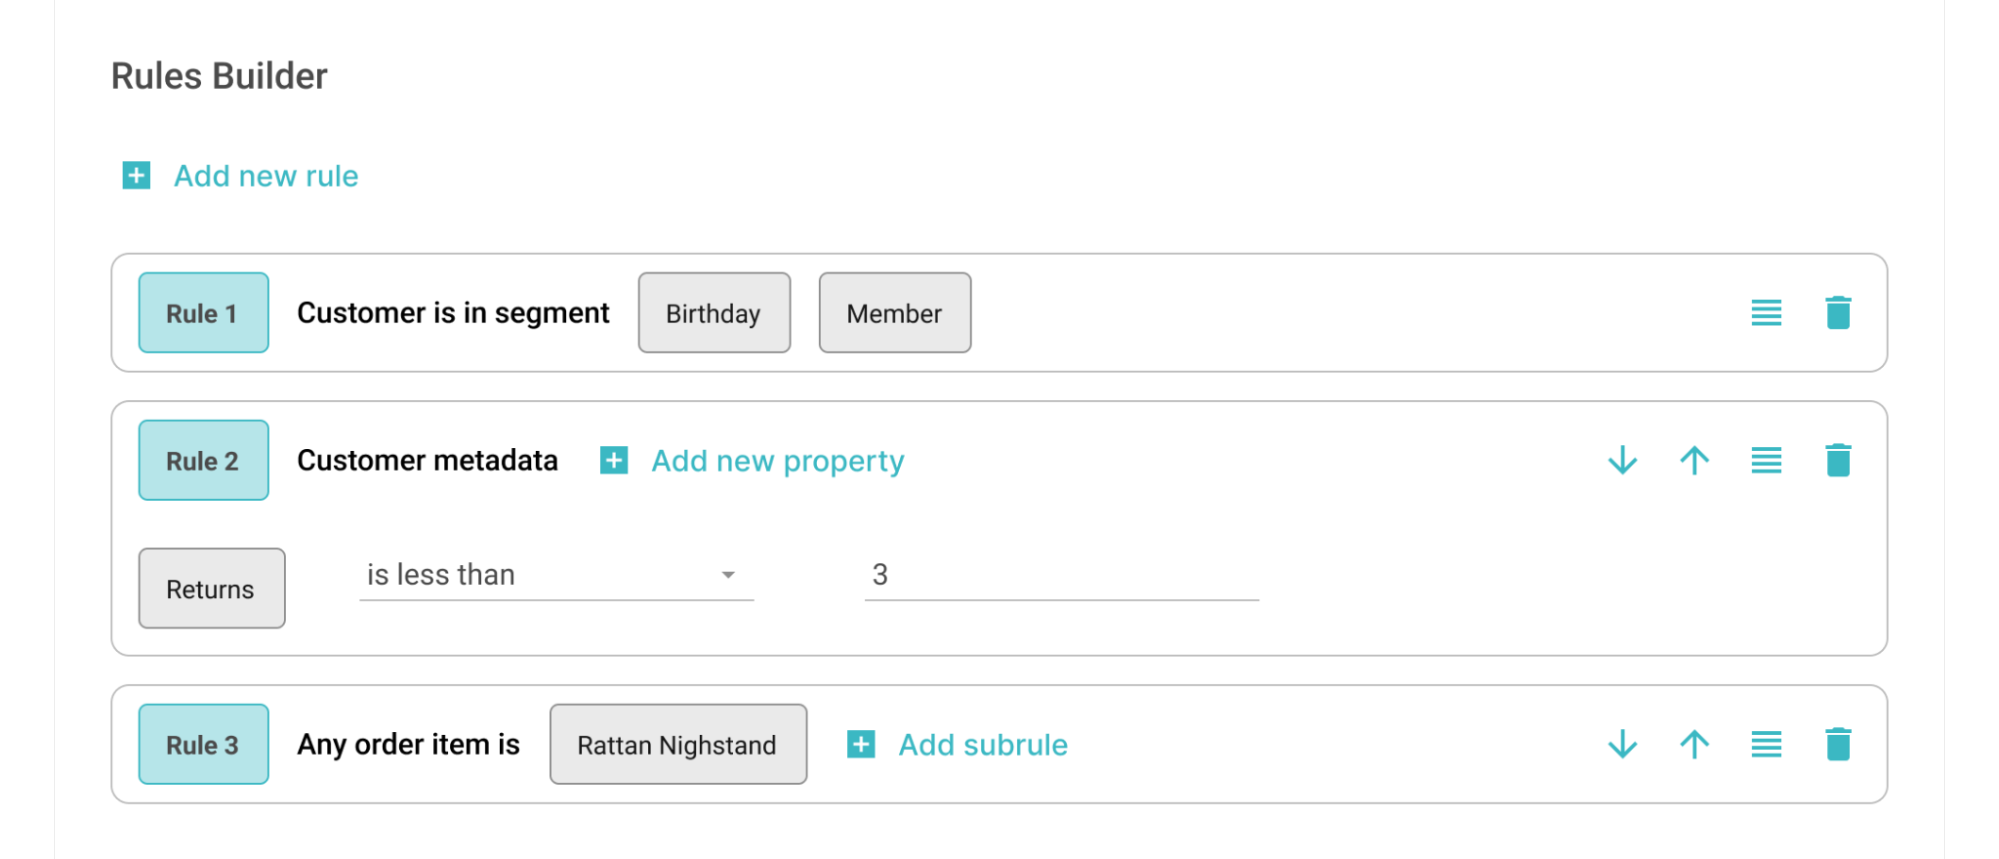 Rules Builder
Add new rule
Rule 1 Customer is in segment Birthday Member
Rule 2 Customer metadata Add new property
Returns is less than 3
Rule 3 Any order item is Rattan Nighstand Add subrule